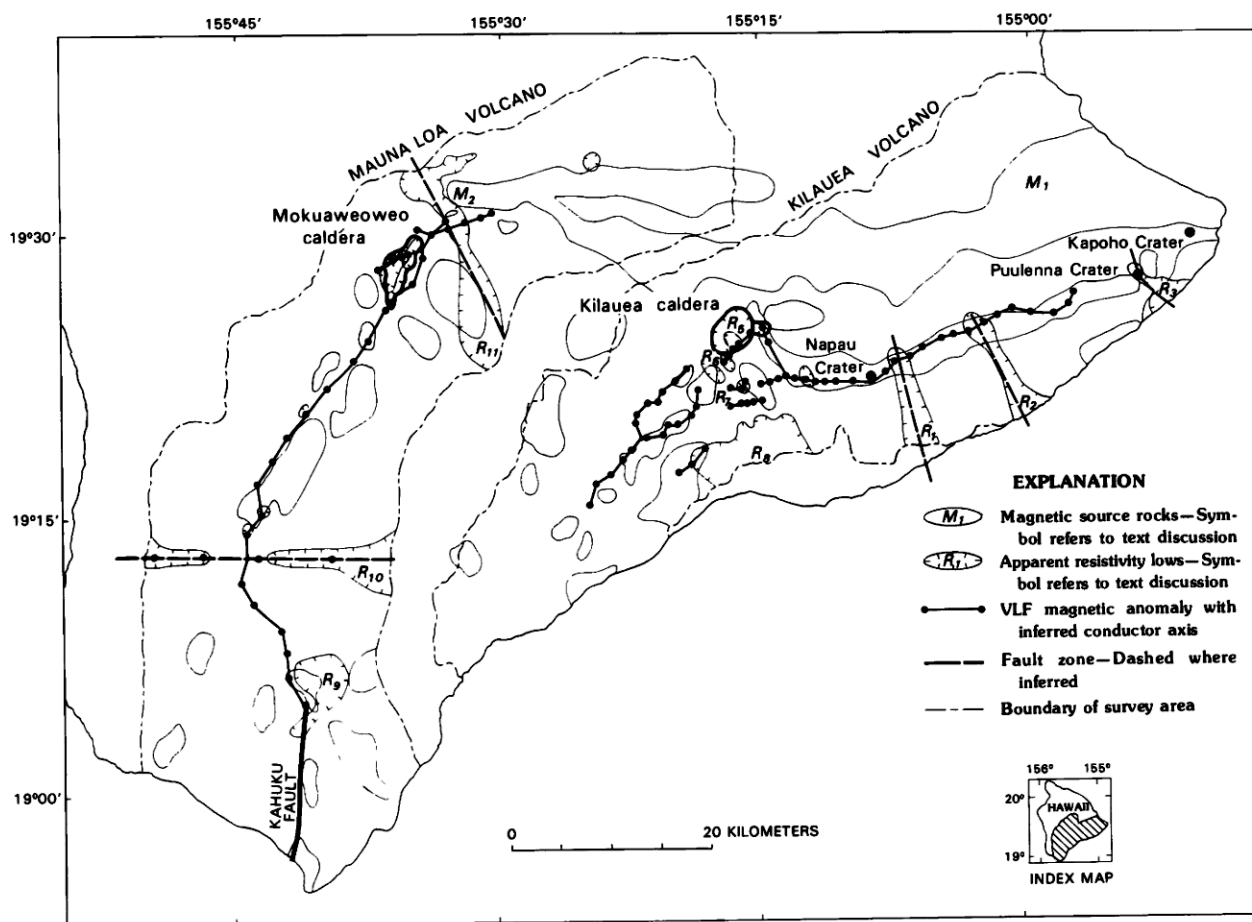 155°45′ 155°30′ 155°15′ 155°00′
MAUNA LOA VOLCANO
KILAUEA VOLCANO
M₁
M₂
Mokuaweoweo
caldera
19°30′
Kapoho Crater
Puulenna Crater
R₃
Kilauea caldera
R₆
R₁₁
Napau
Crater
R₇
R₂
R₁
R₈
19°15′
R₁₀
R₉
KAHUKU
FAULT
19°00′
EXPLANATION
M₁ Magnetic source rocks—Sym-
bol refers to text discussion
R₁ Apparent resistivity lows—Sym-
bol refers to text discussion
VLF magnetic anomaly with
inferred conductor axis
Fault zone—Dashed where
inferred
Boundary of survey area
0 20 KILOMETERS
156° 155°
20°
HAWAII
19°
INDEX MAP